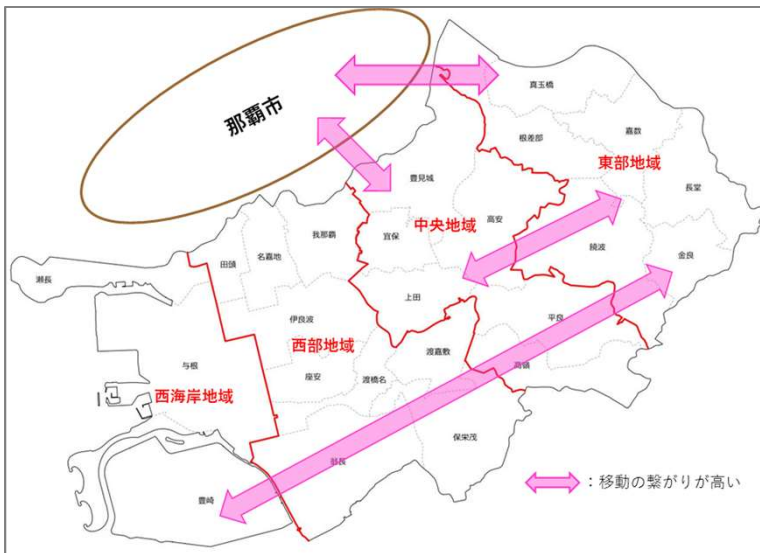 那覇市
真玉橋
嘉数
根差部
東部地域
豊見城
長堂
中央地域
高安
我那覇
宜保
饒波
金良
田頭
名嘉地
瀬長
上田
伊良波
平良
西部地域
渡嘉敷
与根
座安
高嶺
渡橋名
西海岸地域
保栄茂
翁長
豊崎
：移動の繋がりが高い